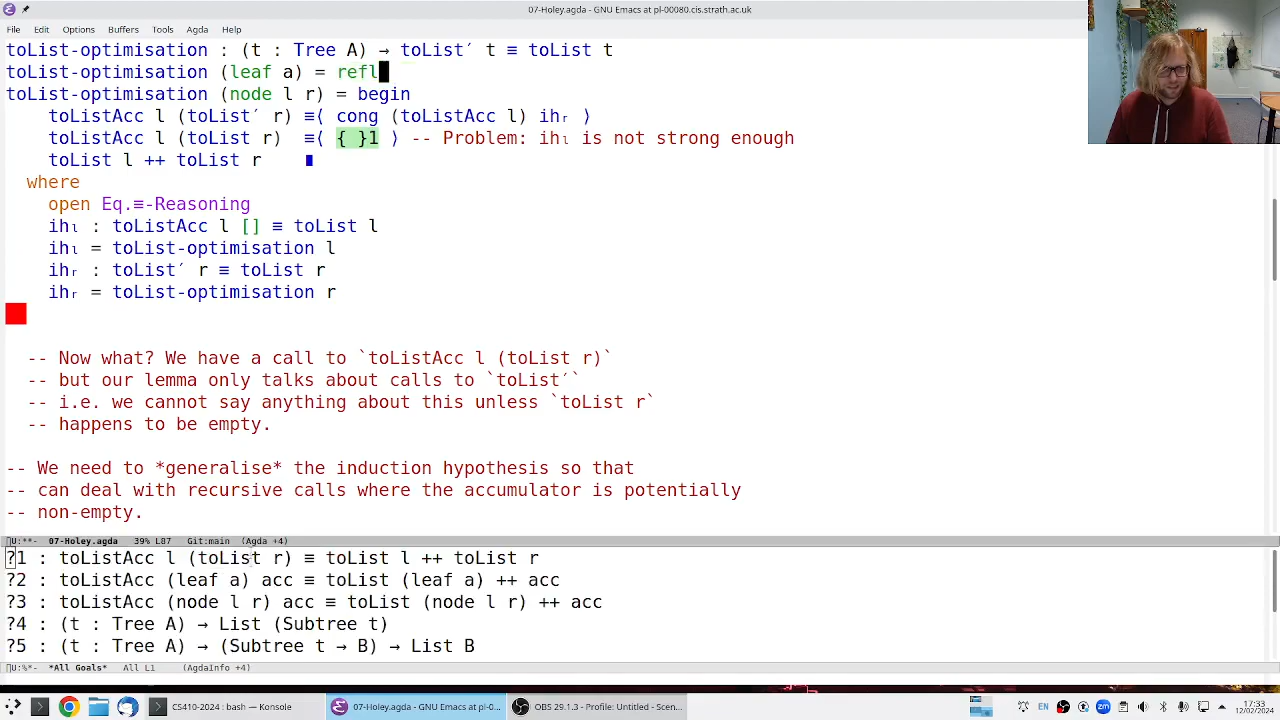 07-Holey.agda - GNU Emacs at pl-00080.cis.strath.ac.uk
File Edit Options Buffers Tools Agda Help
toList-optimisation : (t : Tree A) → toList′ t ≡ toList t
toList-optimisation (leaf a) = refl
toList-optimisation (node l r) = begin
toListAcc l (toList′ r) ≡⟨ cong (toListAcc l) ihᵣ ⟩
toListAcc l (toList r) ≡⟨ { }1 ⟩ -- Problem: ihₗ is not strong enough
toList l ++ toList r ∎
where
open Eq.≡-Reasoning
ihₗ : toListAcc l [] ≡ toList l
ihₗ = toList-optimisation l
ihᵣ : toList′ r ≡ toList r
ihᵣ = toList-optimisation r
-- Now what? We have a call to `toListAcc l (toList r)`
-- but our lemma only talks about calls to `toList′`
-- i.e. we cannot say anything about this unless `toList r`
-- happens to be empty.
-- We need to *generalise* the induction hypothesis so that
-- can deal with recursive calls where the accumulator is potentially
-- non-empty.
U:**- 07-Holey.agda 39% L87 Git:main (Agda +4)
?1 : toListAcc l (toList r) ≡ toList l ++ toList r
?2 : toListAcc (leaf a) acc ≡ toList (leaf a) ++ acc
?3 : toListAcc (node l r) acc ≡ toList (node l r) ++ acc
?4 : (t : Tree A) → List (Subtree t)
?5 : (t : Tree A) → (Subtree t → B) → List B
U:%*- *All Goals* All L1 (AgdaInfo +4)
CS410-2024 : bash — Kons
07-Holey.agda - GNU Emacs at pl-0...
OBS 29.1.3 - Profile: Untitled - Scen...
EN
zm
17:33
12/02/2024